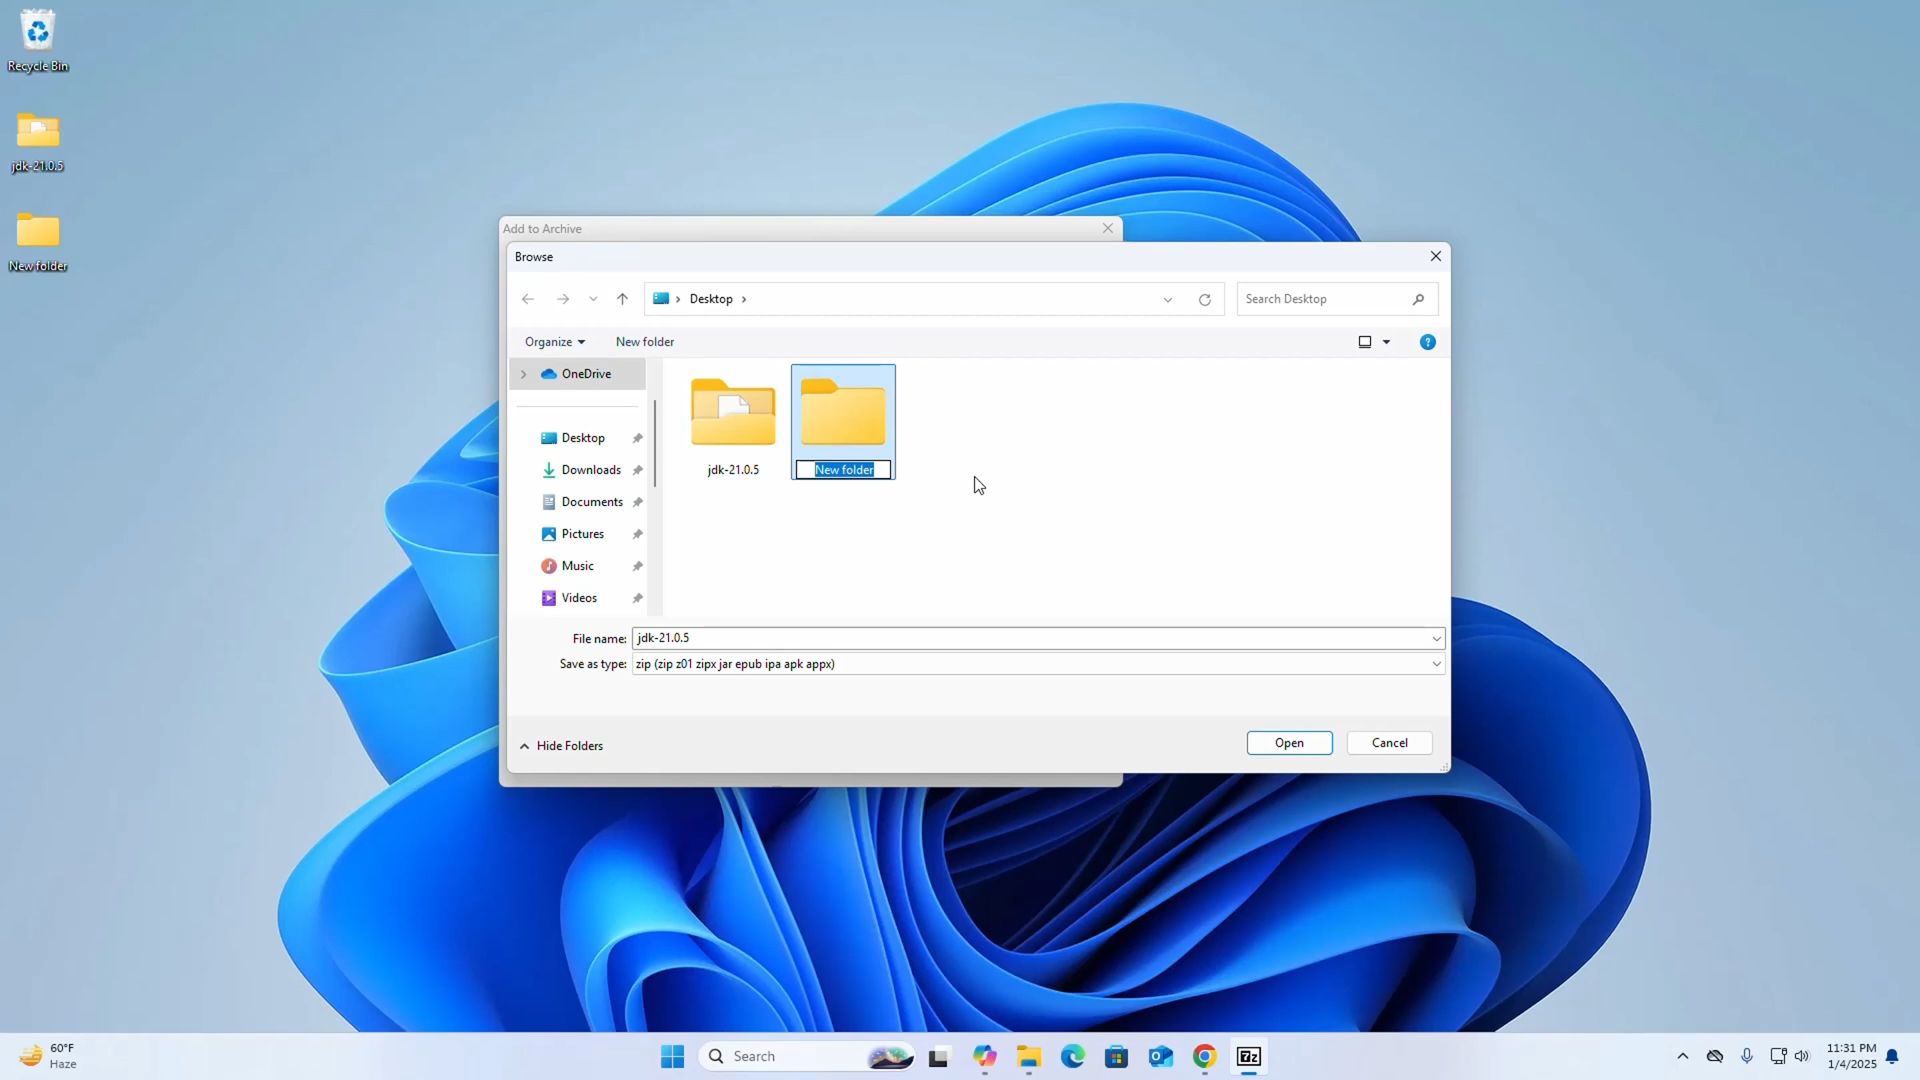 Recycle Bin
jdk-21.0.5
New folder
Add to Archive
Browse
Desktop
Search Desktop
Organize
New folder
OneDrive
Desktop
Downloads
Documents
Pictures
Music
Videos
jdk-21.0.5
New folder
File name: jdk-21.0.5
Save as type: zip (zip z01 zipx jar epub ipa apk appx)
Hide Folders
Open
Cancel
60°F
Haze
Search
7z
11:31 PM
1/4/2025